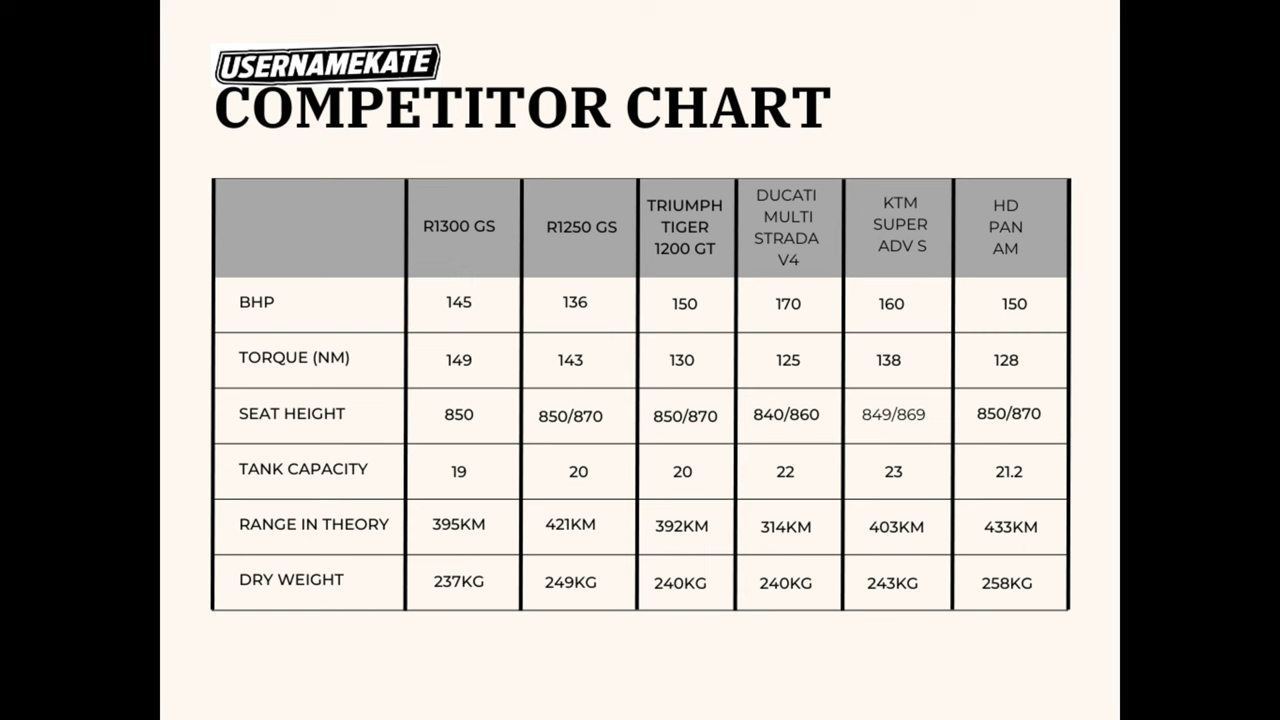 USERNAMEKATE
COMPETITOR CHART
R1300 GS R1250 GS TRIUMPH TIGER 1200 GT DUCATI MULTI STRADA V4 KTM SUPER ADV S HD PAN AM
BHP 145 136 150 170 160 150
TORQUE (NM) 149 143 130 125 138 128
SEAT HEIGHT 850 850/870 850/870 840/860 849/869 850/870
TANK CAPACITY 19 20 20 22 23 21.2
RANGE IN THEORY 395KM 421KM 392KM 314KM 403KM 433KM
DRY WEIGHT 237KG 249KG 240KG 240KG 243KG 258KG